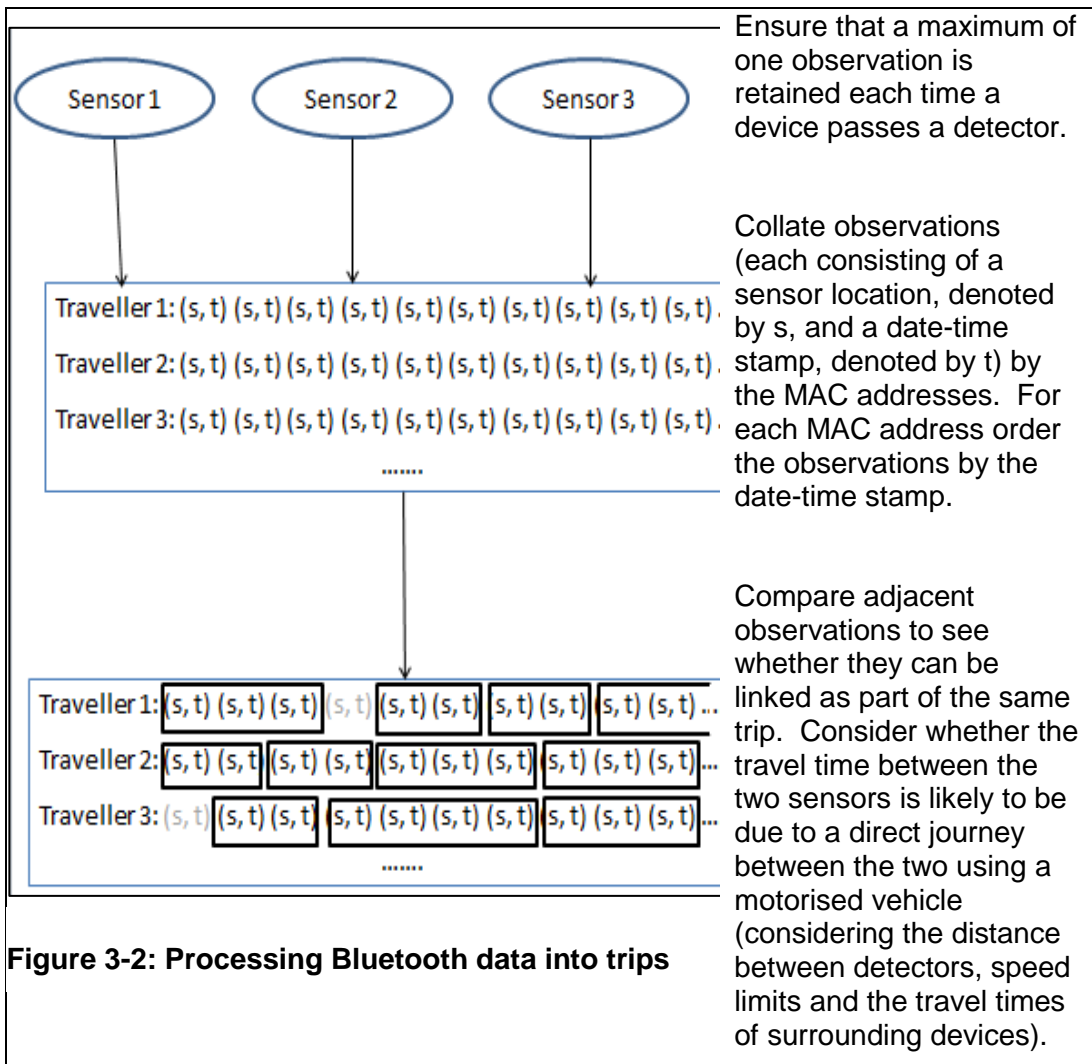 Sensor 1
Sensor 2
Sensor 3
Traveller 1: (s, t) (s, t) (s, t) (s, t) (s, t) (s, t) (s, t) (s, t) (s, t) (s, t) .
Traveller 2: (s, t) (s, t) (s, t) (s, t) (s, t) (s, t) (s, t) (s, t) (s, t) (s, t) .
Traveller 3: (s, t) (s, t) (s, t) (s, t) (s, t) (s, t) (s, t) (s, t) (s, t) (s, t) .
.......
Traveller 1: (s, t) (s, t) (s, t) (s, t) (s, t) (s, t) (s, t) (s, t) (s, t) (s, t) ...
Traveller 2: (s, t) (s, t) (s, t) (s, t) (s, t) (s, t) (s, t) (s, t) (s, t) (s, t) ...
Traveller 3: (s, t) (s, t) (s, t) (s, t) (s, t) (s, t) (s, t) (s, t) (s, t) (s, t) ...
.......
Figure 3-2: Processing Bluetooth data into trips
Ensure that a maximum of
one observation is
retained each time a
device passes a detector.
Collate observations
(each consisting of a
sensor location, denoted
by s, and a date-time
stamp, denoted by t) by
the MAC addresses.  For
each MAC address order
the observations by the
date-time stamp.
Compare adjacent
observations to see
whether they can be
linked as part of the same
trip.  Consider whether the
travel time between the
two sensors is likely to be
due to a direct journey
between the two using a
motorised vehicle
(considering the distance
between detectors, speed
limits and the travel times
of surrounding devices).